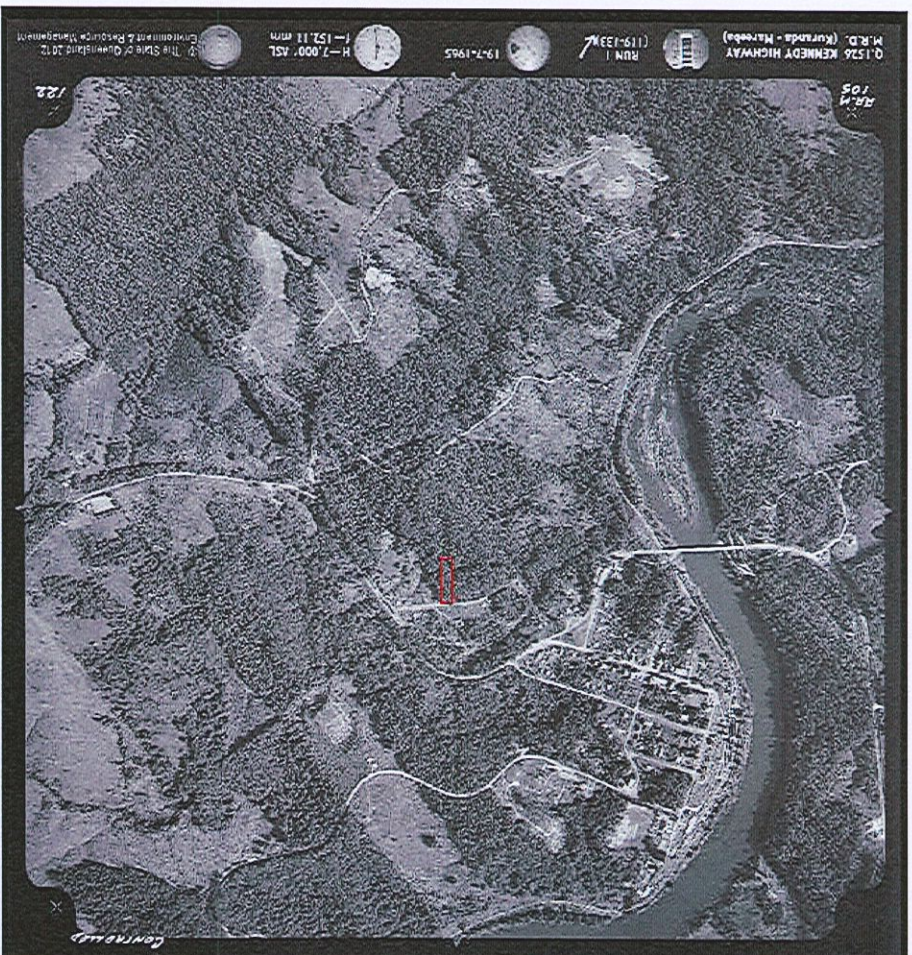 Q.1526 KENNEDY HIGHWAY
M.R.D. (Kuranda - Mareeba)
RUN 1
(119-133)
19-7-1965
H—7,000' ASL
f — 152.11 mm
© The State of Queensland 2012
Environment & Resource Management
RR.M
105
122
CONTROLLED